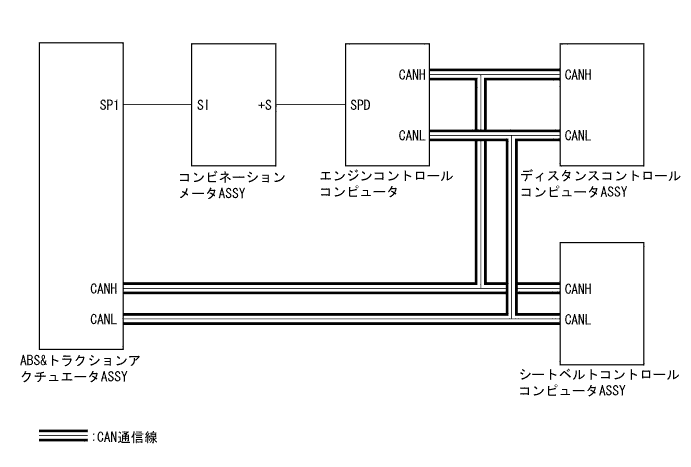 CANH
CANH
SP1
SI
+S
SPD
CANL
CANL
コンビネーション
メータASSY
エンジンコントロール
コンピュータ
ディスタンスコントロール
コンピュータASSY
CANH
CANH
CANL
CANL
ABS&トラクションア
クチュエータASSY
シートベルトコントロール
コンピュータASSY
:CAN通信線